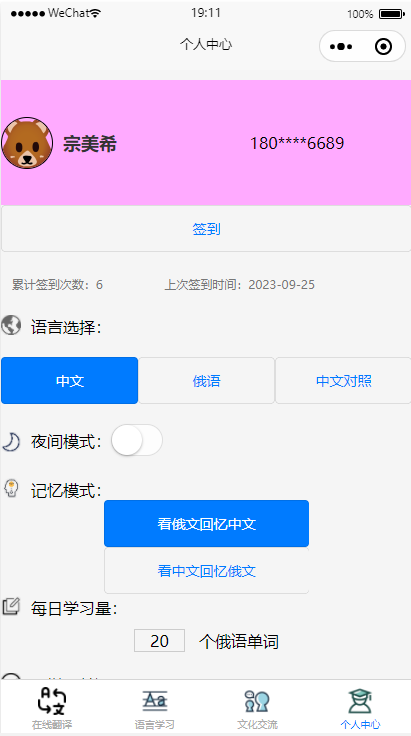 WeChat 19:11 100%
个人中心
宗美希 180****6689
签到
累计签到次数：6 上次签到时间：2023-09-25
语言选择：
中文 俄语 中文对照
夜间模式：
记忆模式：
看俄文回忆中文
看中文回忆俄文
每日学习量：
20 个俄语单词
在线翻译 语言学习 文化交流 个人中心